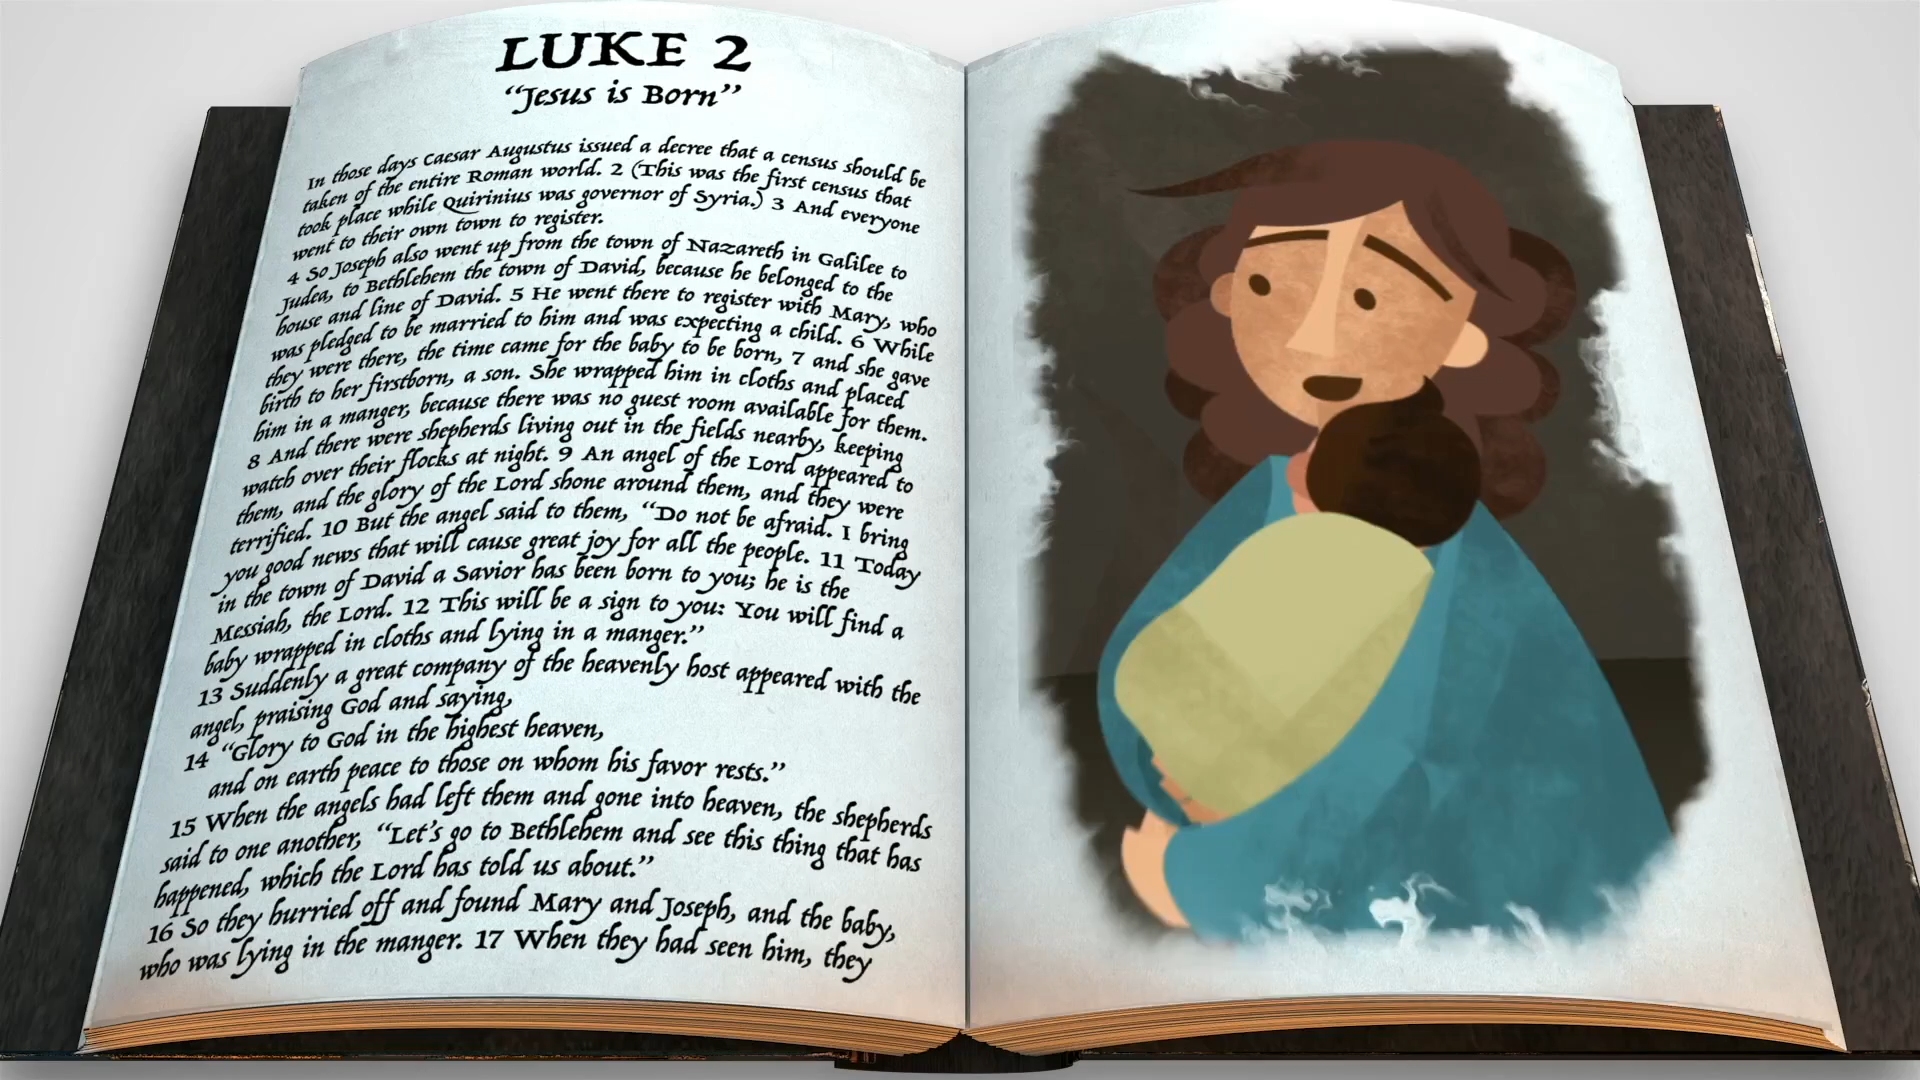 LUKE 2
“Jesus is Born”
In those days Caesar Augustus issued a decree that a census should be
taken of the entire Roman world. 2 (This was the first census that
took place while Quirinius was governor of Syria.) 3 And everyone
went to their own town to register.
4 So Joseph also went up from the town of Nazareth in Galilee to
Judea, to Bethlehem the town of David, because he belonged to the
house and line of David. 5 He went there to register with Mary, who
was pledged to be married to him and was expecting a child. 6 While
they were there, the time came for the baby to be born, 7 and she gave
birth to her firstborn, a son. She wrapped him in cloths and placed
him in a manger, because there was no guest room available for them.
8 And there were shepherds living out in the fields nearby, keeping
watch over their flocks at night. 9 An angel of the Lord appeared to
them, and the glory of the Lord shone around them, and they were
terrified. 10 But the angel said to them, “Do not be afraid. I bring
you good news that will cause great joy for all the people. 11 Today
in the town of David a Savior has been born to you; he is the
Messiah, the Lord. 12 This will be a sign to you: You will find a
baby wrapped in cloths and lying in a manger.”
13 Suddenly a great company of the heavenly host appeared with the
angel, praising God and saying,
14 “Glory to God in the highest heaven,
and on earth peace to those on whom his favor rests.”
15 When the angels had left them and gone into heaven, the shepherds
said to one another, “Let’s go to Bethlehem and see this thing that has
happened, which the Lord has told us about.”
16 So they hurried off and found Mary and Joseph, and the baby,
who was lying in the manger. 17 When they had seen him, they